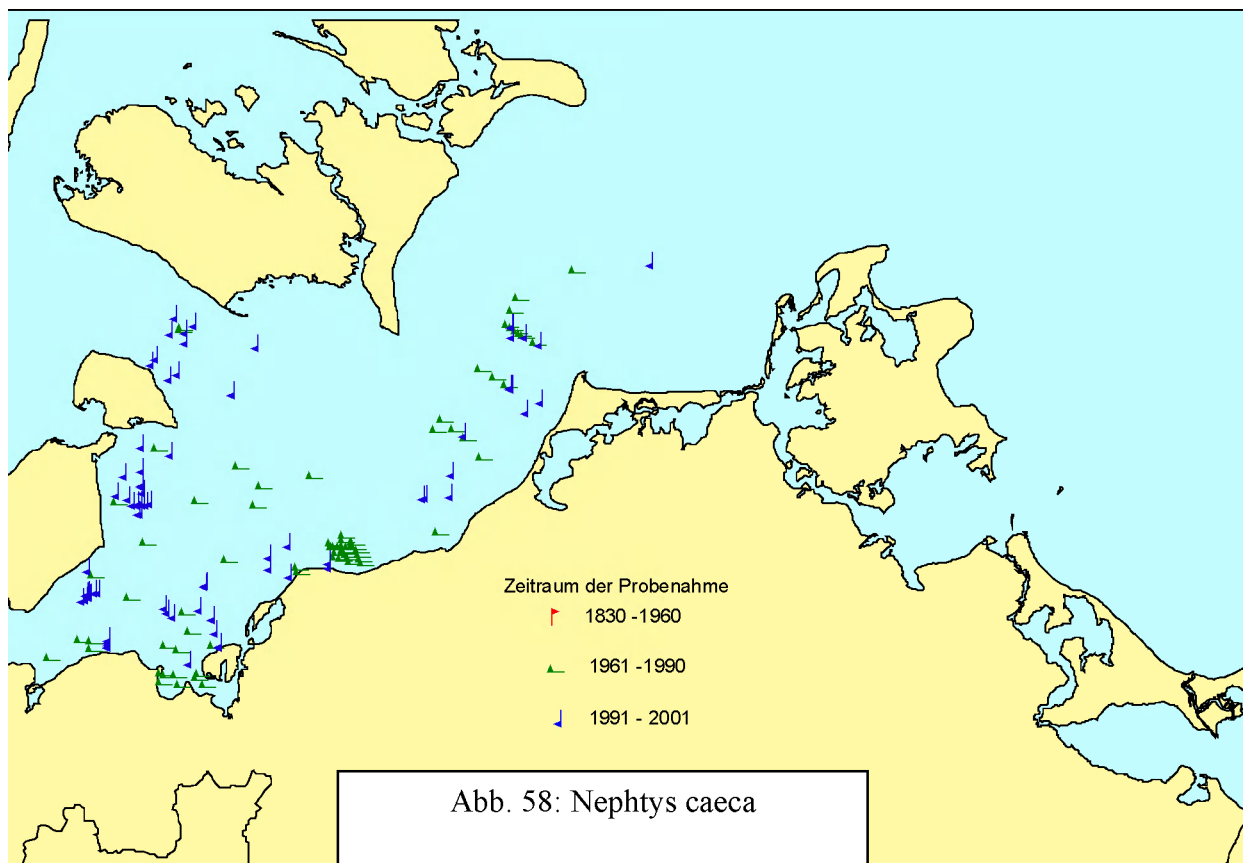 Zeitraum der Probenahme
1830 -1960
1961 -1990
1991 - 2001
Abb. 58: Nephtys caeca